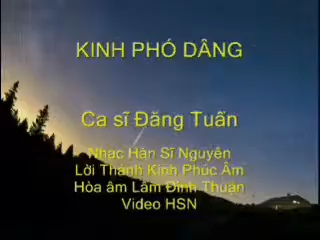 KINH PHÓ DÂNG
Ca sĩ Đăng Tuấn
Nhạc Hàn Sĩ Nguyên
Lời Thánh Kinh Phúc Âm
Hòa âm Lâm Đình Thuận
Video HSN